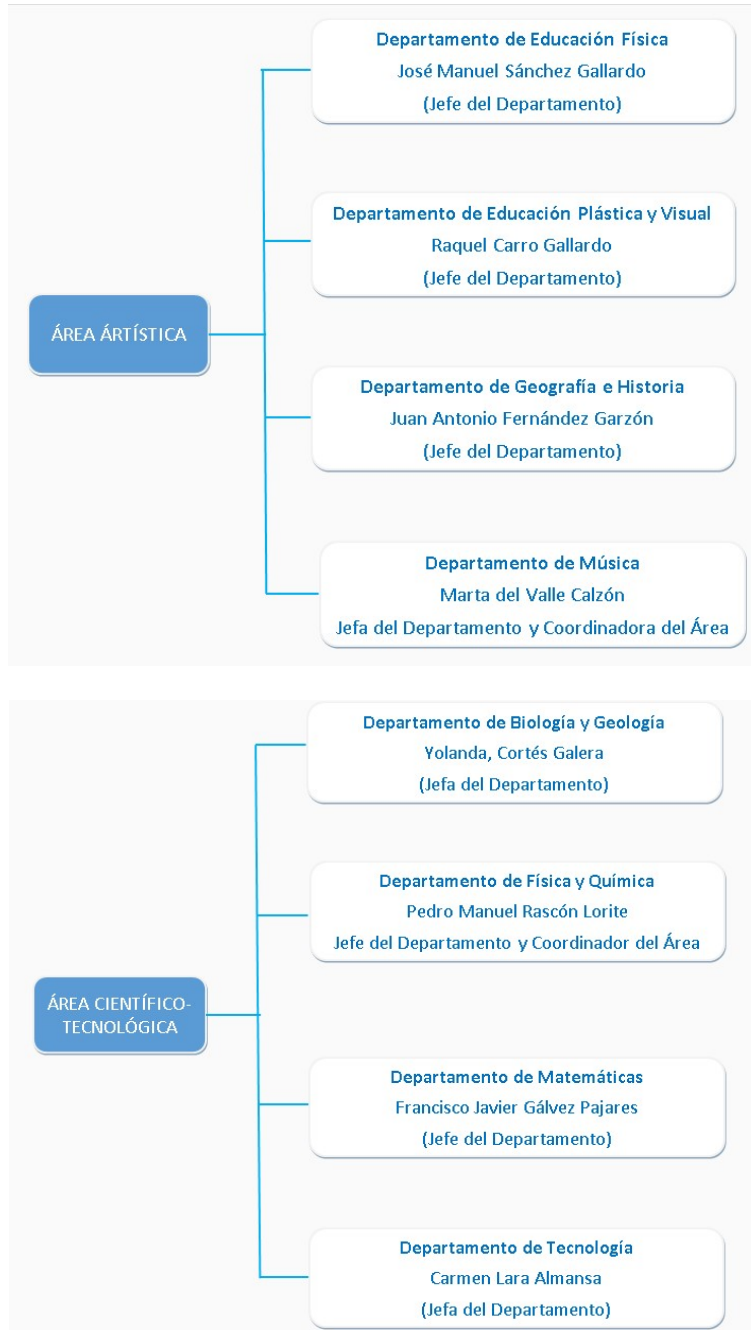 Departamento de Educación Física
José Manuel Sánchez Gallardo
(Jefe del Departamento)
Departamento de Educación Plástica y Visual
Raquel Carro Gallardo
(Jefe del Departamento)
ÁREA ÁRTÍSTICA
Departamento de Geografía e Historia
Juan Antonio Fernández Garzón
(Jefe del Departamento)
Departamento de Música
Marta del Valle Calzón
Jefa del Departamento y Coordinadora del Área
Departamento de Biología y Geología
Yolanda, Cortés Galera
(Jefa del Departamento)
Departamento de Física y Química
Pedro Manuel Rascón Lorite
Jefe del Departamento y Coordinador del Área
ÁREA CIENTÍFICO-
TECNOLÓGICA
Departamento de Matemáticas
Francisco Javier Gálvez Pajares
(Jefe del Departamento)
Departamento de Tecnología
Carmen Lara Almansa
(Jefa del Departamento)